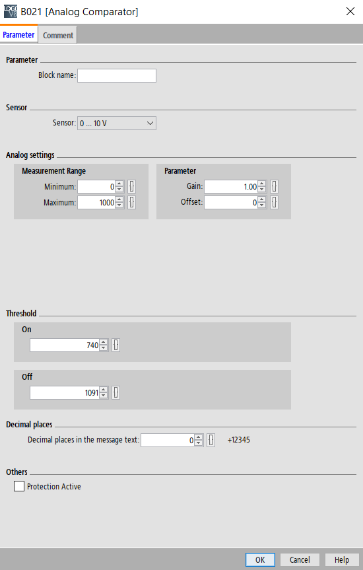 B021 [Analog Comparator]
Parameter Comment
Parameter
Block name:
Sensor
Sensor: 0 ... 10 V
Analog settings
Measurement Range
Minimum: 0
Maximum: 1000
Parameter
Gain: 1.00
Offset: 0
Threshold
On
740
Off
1091
Decimal places
Decimal places in the message text: 0 +12345
Others
Protection Active
OK Cancel Help